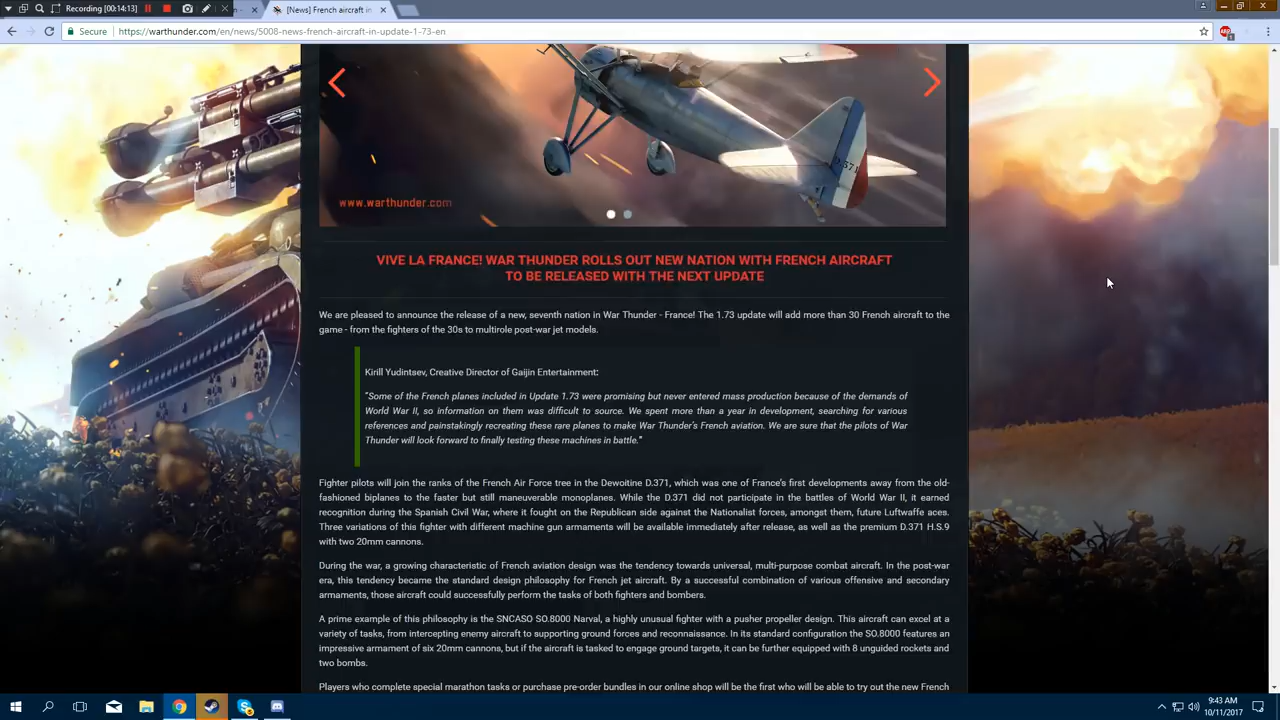 Recording [00:14:13]
[News] French aircraft in
Secure https://warthunder.com/en/news/5008-news-french-aircraft-in-update-1-73-en
D.371
www.warthunder.com
VIVE LA FRANCE! WAR THUNDER ROLLS OUT NEW NATION WITH FRENCH AIRCRAFT
TO BE RELEASED WITH THE NEXT UPDATE
We are pleased to announce the release of a new, seventh nation in War Thunder - France! The 1.73 update will add more than 30 French aircraft to the
game - from the fighters of the 30s to multirole post-war jet models.
Kirill Yudintsev, Creative Director of Gaijin Entertainment:
"Some of the French planes included in Update 1.73 were promising but never entered mass production because of the demands of
World War II, so information on them was difficult to source. We spent more than a year in development, searching for various
references and painstakingly recreating these rare planes to make War Thunder's French aviation. We are sure that the pilots of War
Thunder will look forward to finally testing these machines in battle."
Fighter pilots will join the ranks of the French Air Force tree in the Dewoitine D.371, which was one of France's first developments away from the old-
fashioned biplanes to the faster but still maneuverable monoplanes. While the D.371 did not participate in the battles of World War II, it earned
recognition during the Spanish Civil War, where it fought on the Republican side against the Nationalist forces, amongst them, future Luftwaffe aces.
Three variations of this fighter with different machine gun armaments will be available immediately after release, as well as the premium D.371 H.S.9
with two 20mm cannons.
During the war, a growing characteristic of French aviation design was the tendency towards universal, multi-purpose combat aircraft. In the post-war
era, this tendency became the standard design philosophy for French jet aircraft. By a successful combination of various offensive and secondary
armaments, those aircraft could successfully perform the tasks of both fighters and bombers.
A prime example of this philosophy is the SNCASO SO.8000 Narval, a highly unusual fighter with a pusher propeller design. This aircraft can excel at a
variety of tasks, from intercepting enemy aircraft to supporting ground forces and reconnaissance. In its standard configuration the SO.8000 features an
impressive armament of six 20mm cannons, but if the aircraft is tasked to engage ground targets, it can be further equipped with 8 unguided rockets and
two bombs.
Players who complete special marathon tasks or purchase pre-order bundles in our online shop will be the first who will be able to try out the new French
9:43 AM
10/11/2017